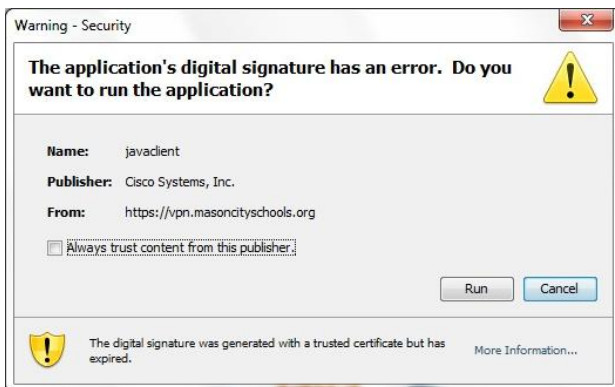 Warning - Security
The application's digital signature has an error. Do you
want to run the application?
Name: javaclient
Publisher: Cisco Systems, Inc.
From: https://vpn.masoncityschools.org
Always trust content from this publisher.
Run Cancel
The digital signature was generated with a trusted certificate but has
expired.
More Information...